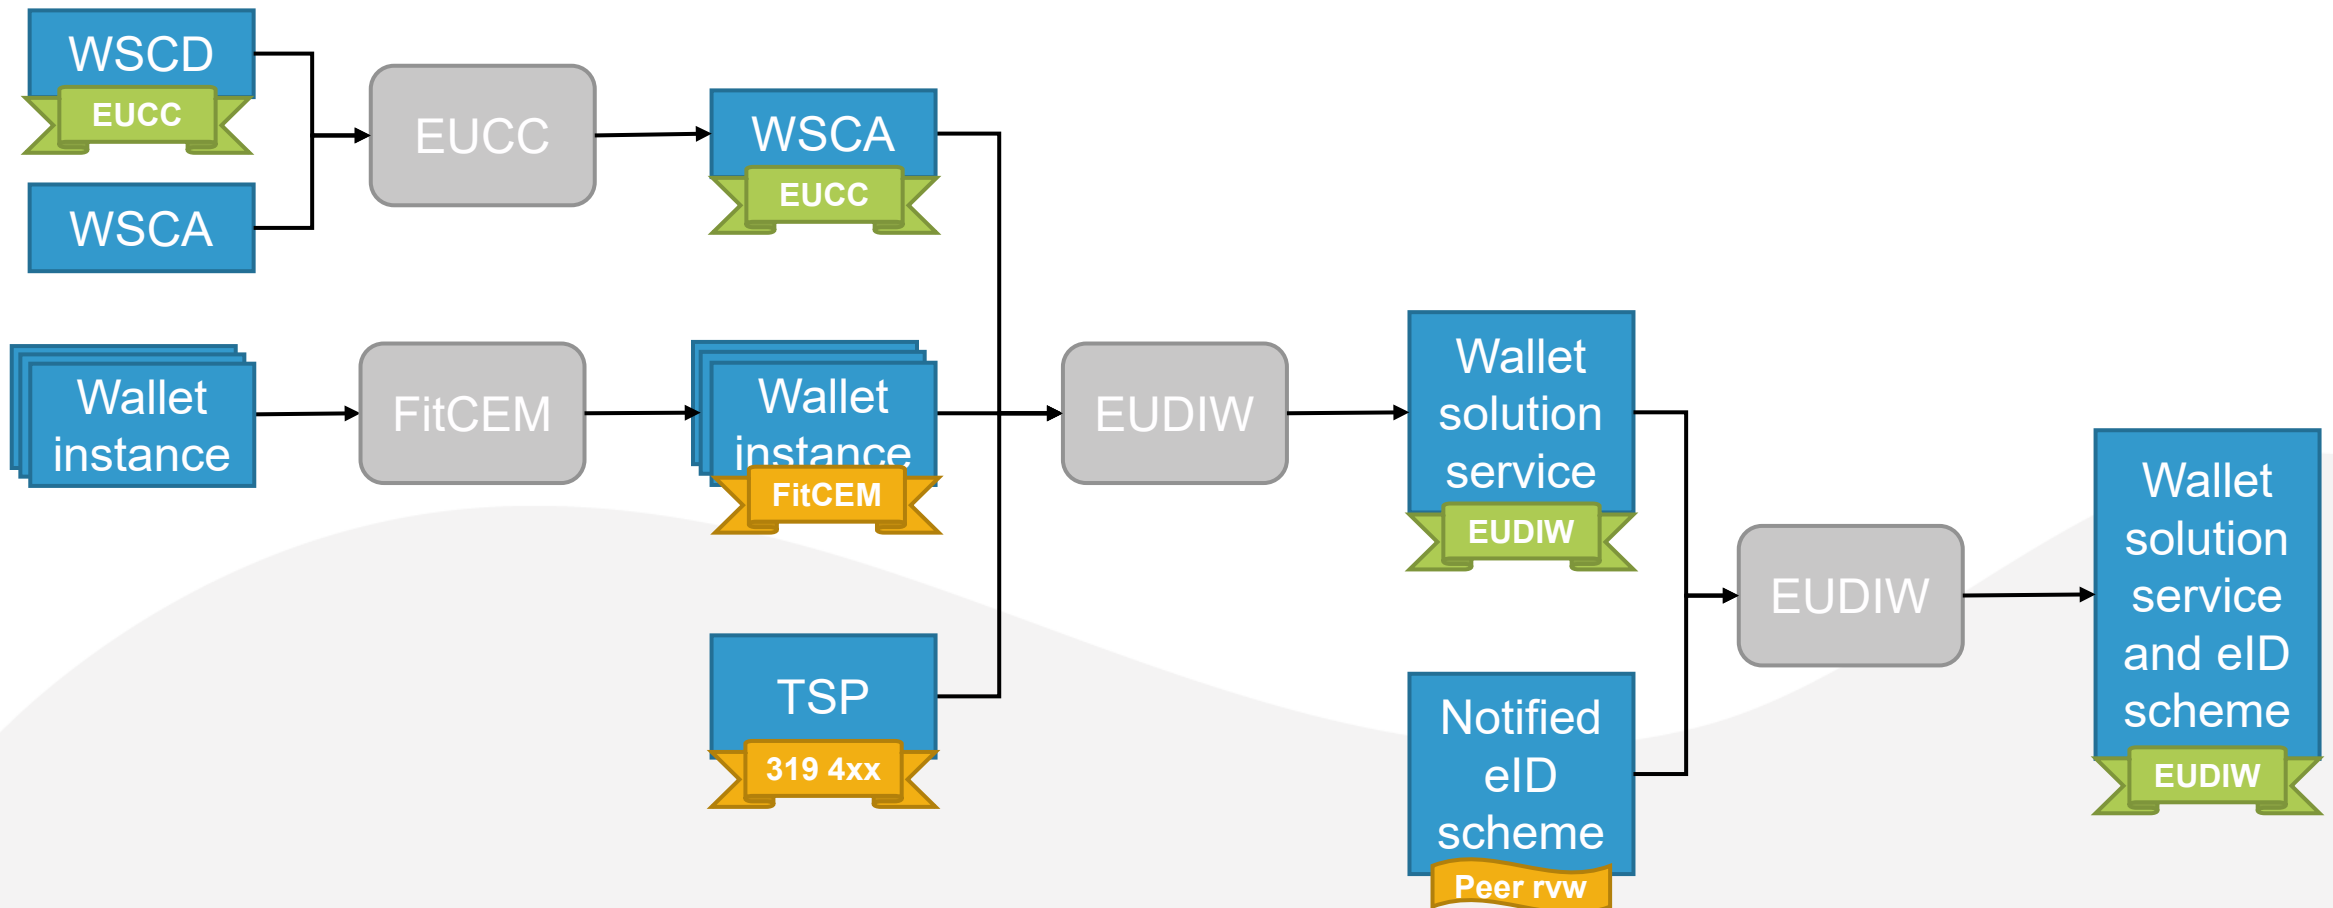 WSCD
EUCC
WSCA
EUCC
WSCA
EUCC
Wallet
instance
FitCEM
Wallet
instance
FitCEM
TSP
319 4xx
EUDIW
Wallet
solution
service
EUDIW
Notified
eID
scheme
Peer rvw
EUDIW
Wallet
solution
service
and eID
scheme
EUDIW